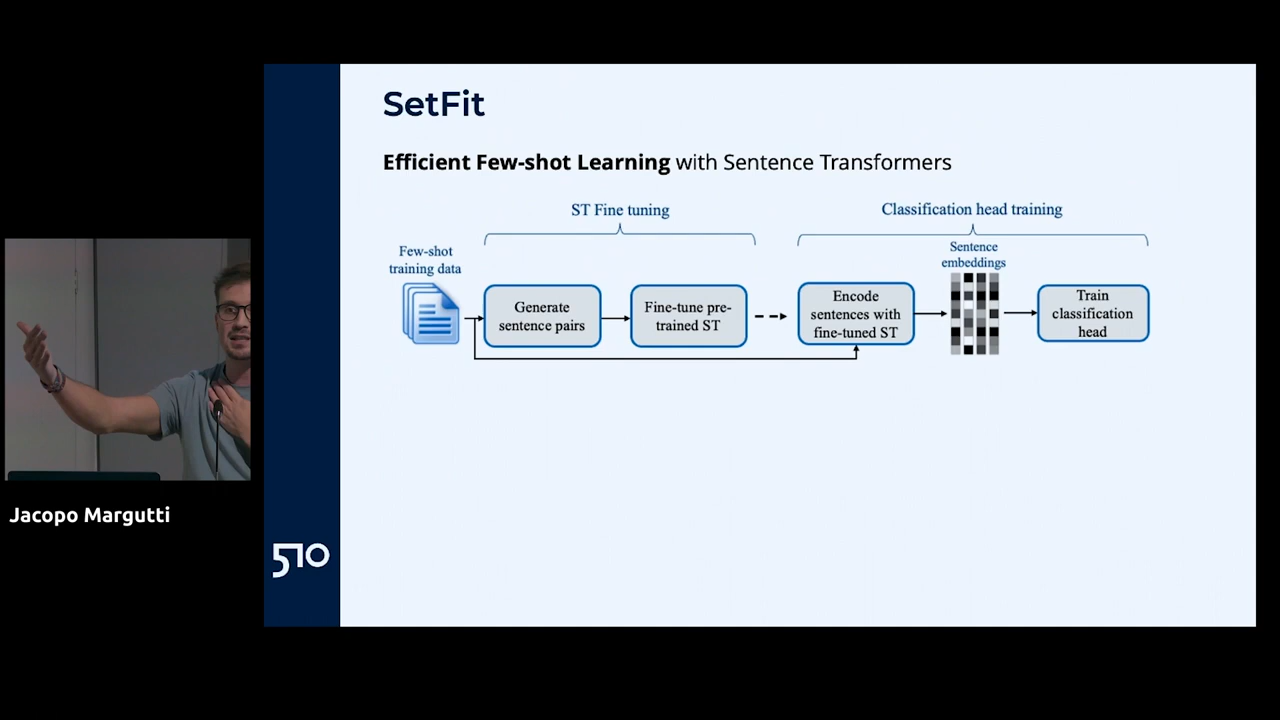 SetFit
Efficient Few-shot Learning with Sentence Transformers
ST Fine tuning
Classification head training
Few-shot
training data
Generate
sentence pairs
Fine-tune pre-
trained ST
Encode
sentences with
fine-tuned ST
Sentence
embeddings
Train
classification
head
Jacopo Margutti
510